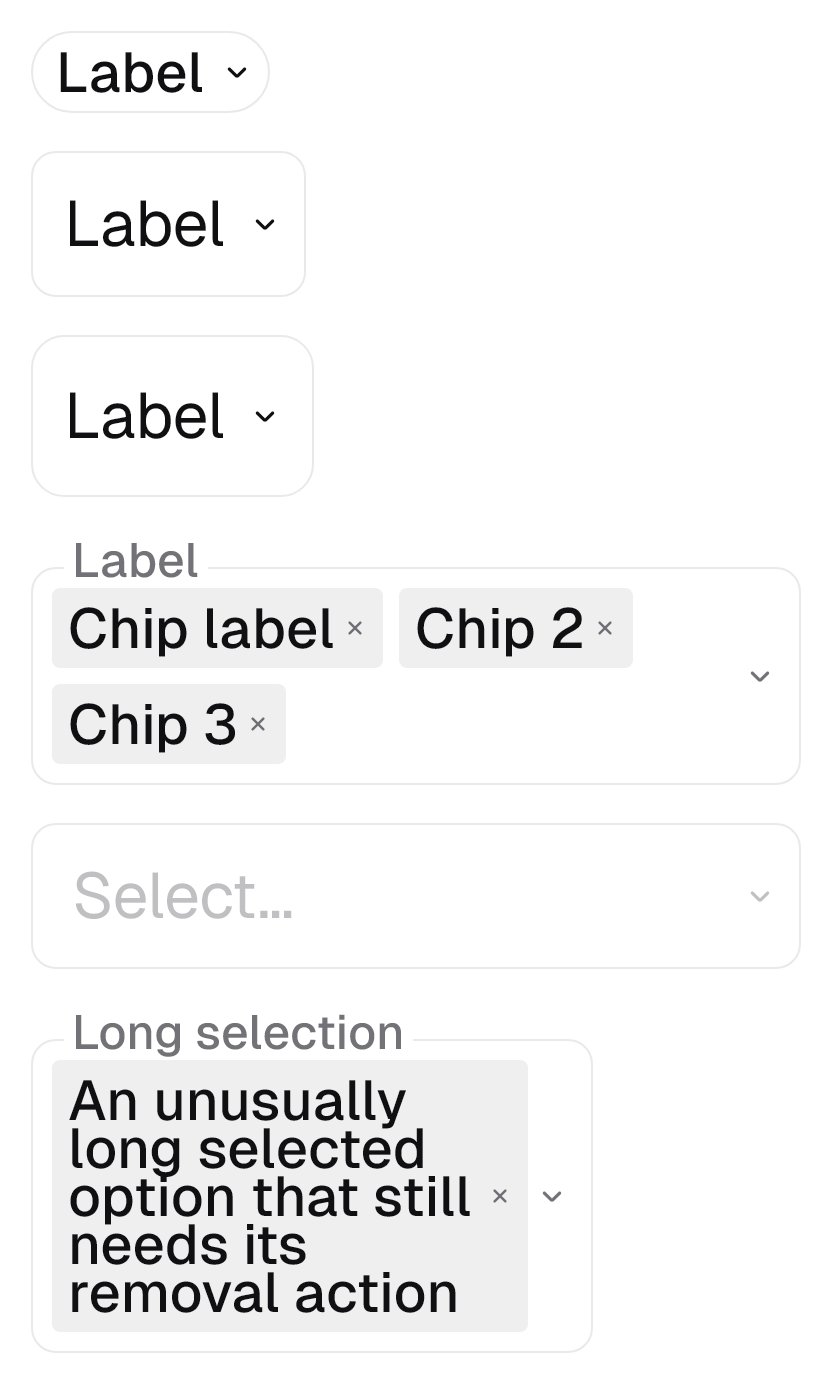 Label
Label
Label
Label
Chip label × Chip 2 ×
Chip 3 ×
Select...
Long selection
An unusually
long selected
option that still ×
needs its
removal action